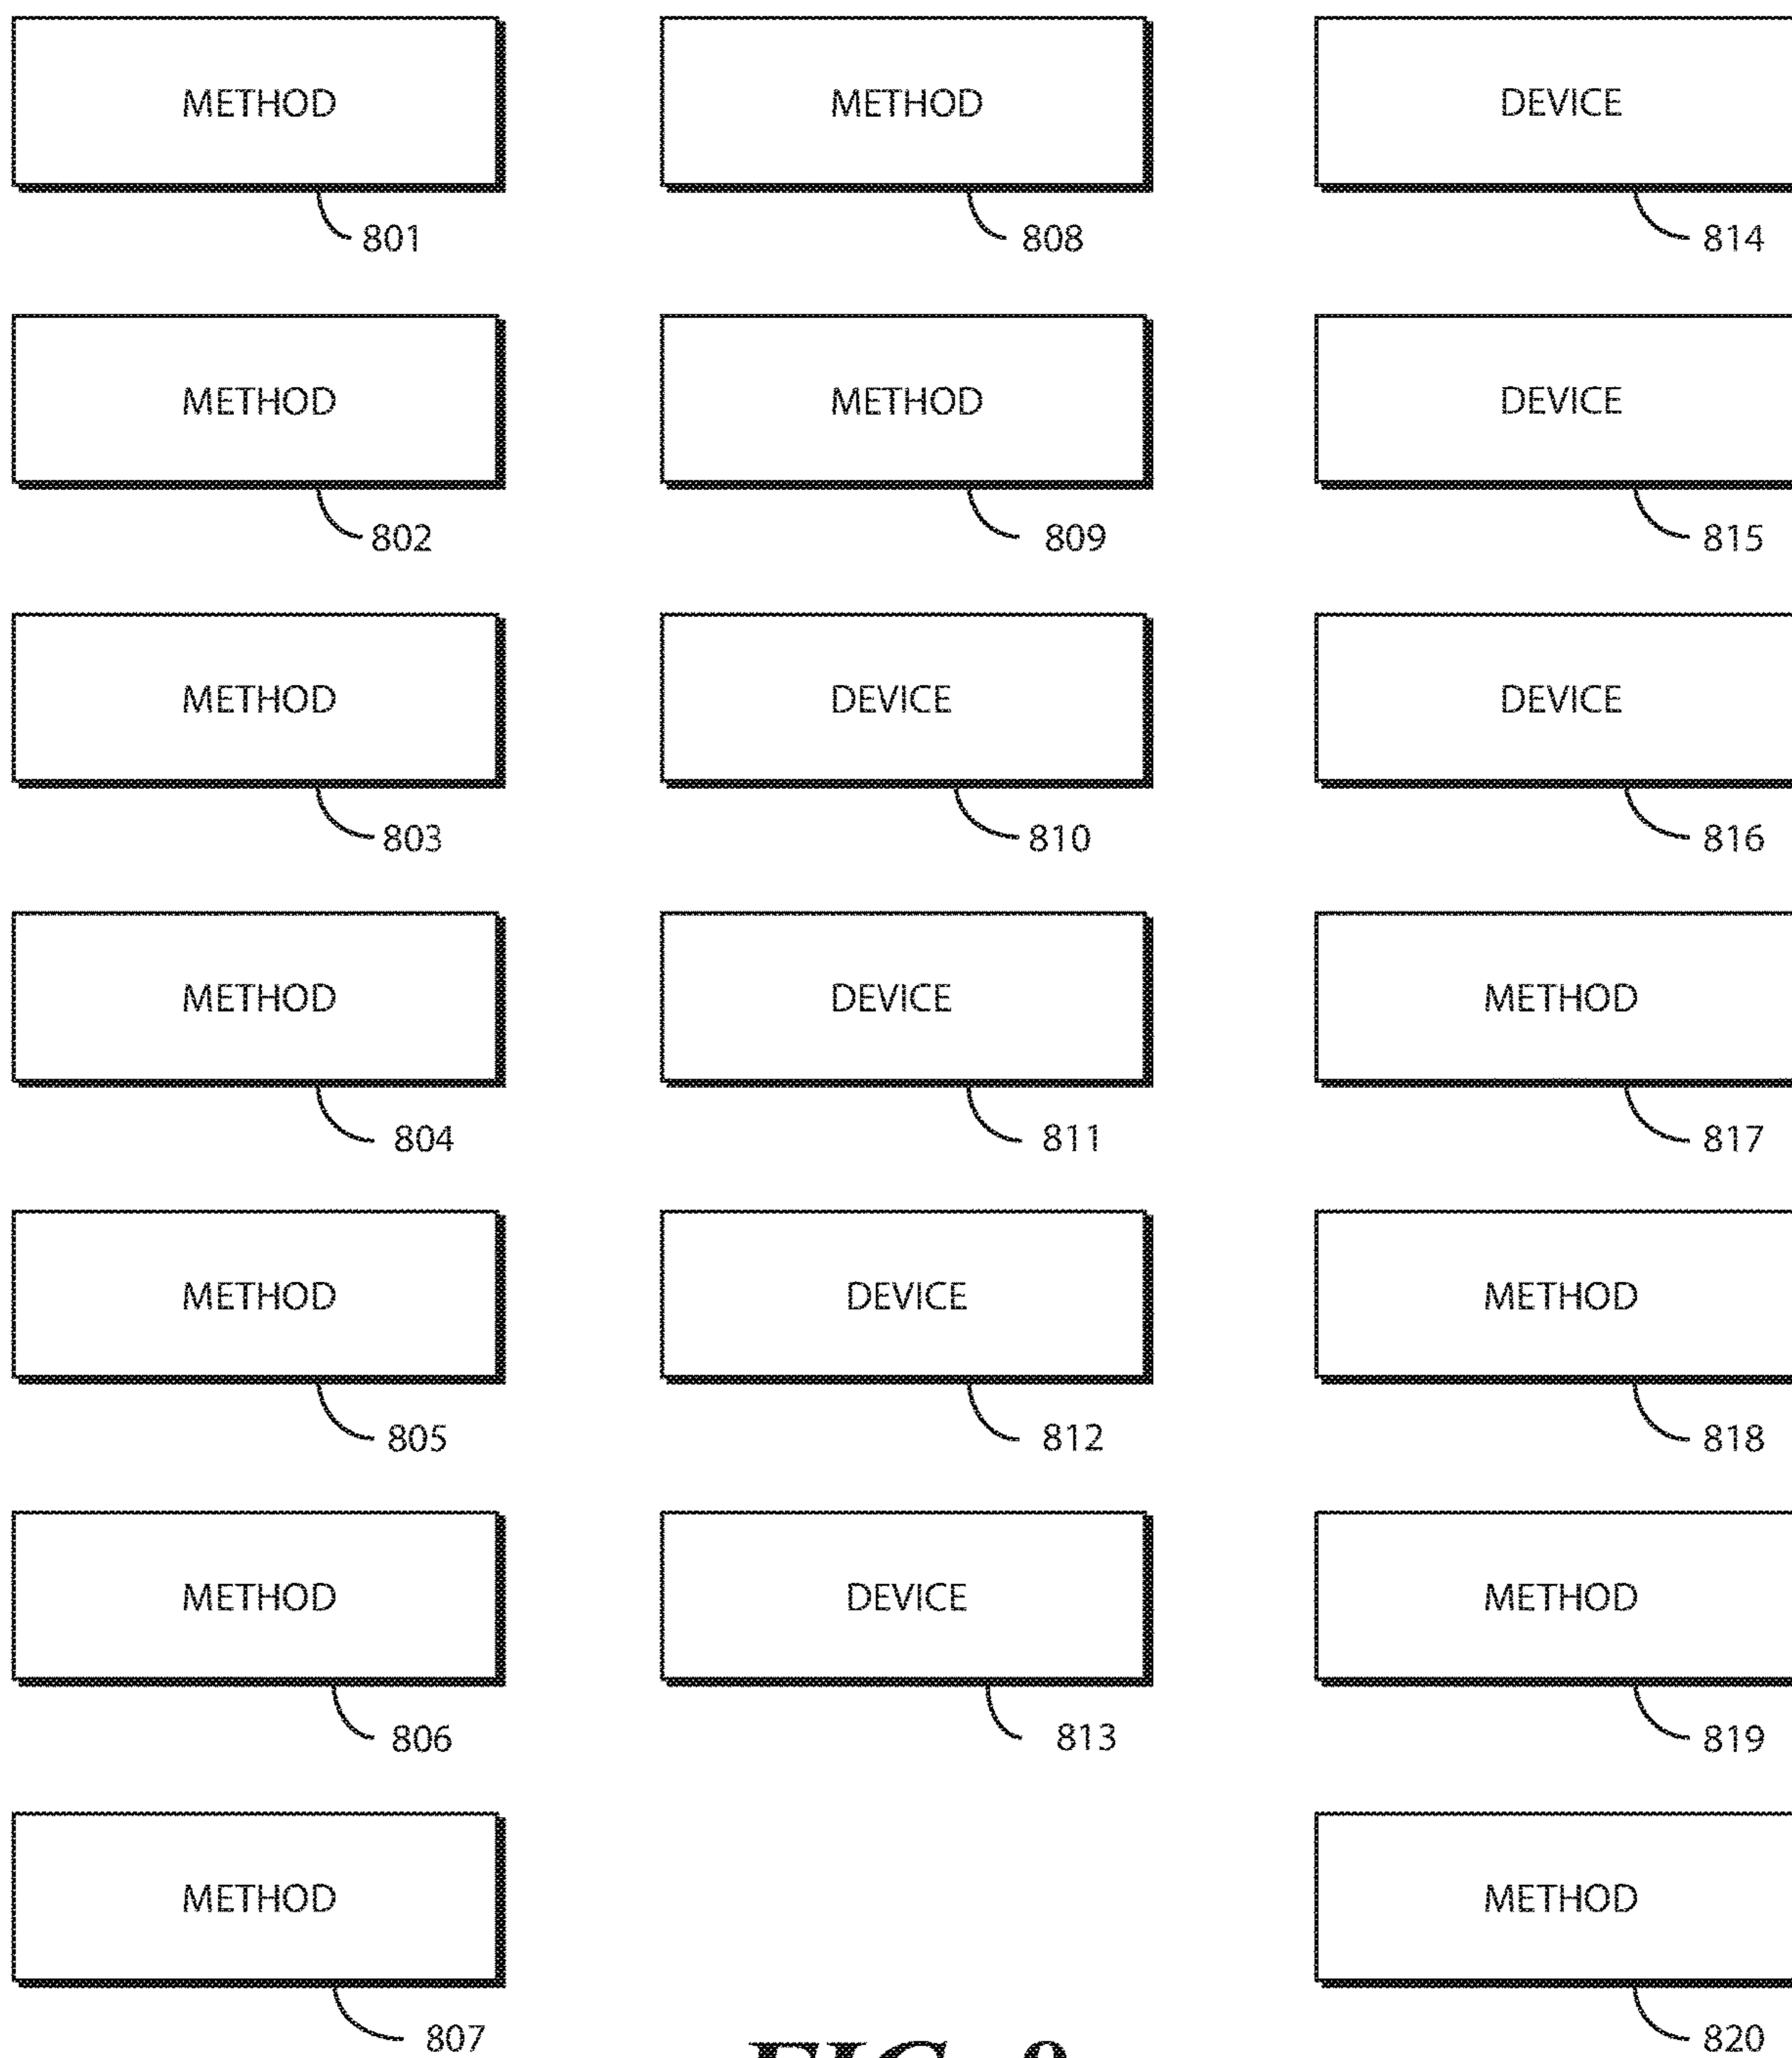 METHOD
801
METHOD
802
METHOD
803
METHOD
804
METHOD
805
METHOD
806
METHOD
807
METHOD
808
METHOD
809
DEVICE
810
DEVICE
811
DEVICE
812
DEVICE
813
DEVICE
814
DEVICE
815
DEVICE
816
METHOD
817
METHOD
818
METHOD
819
METHOD
820